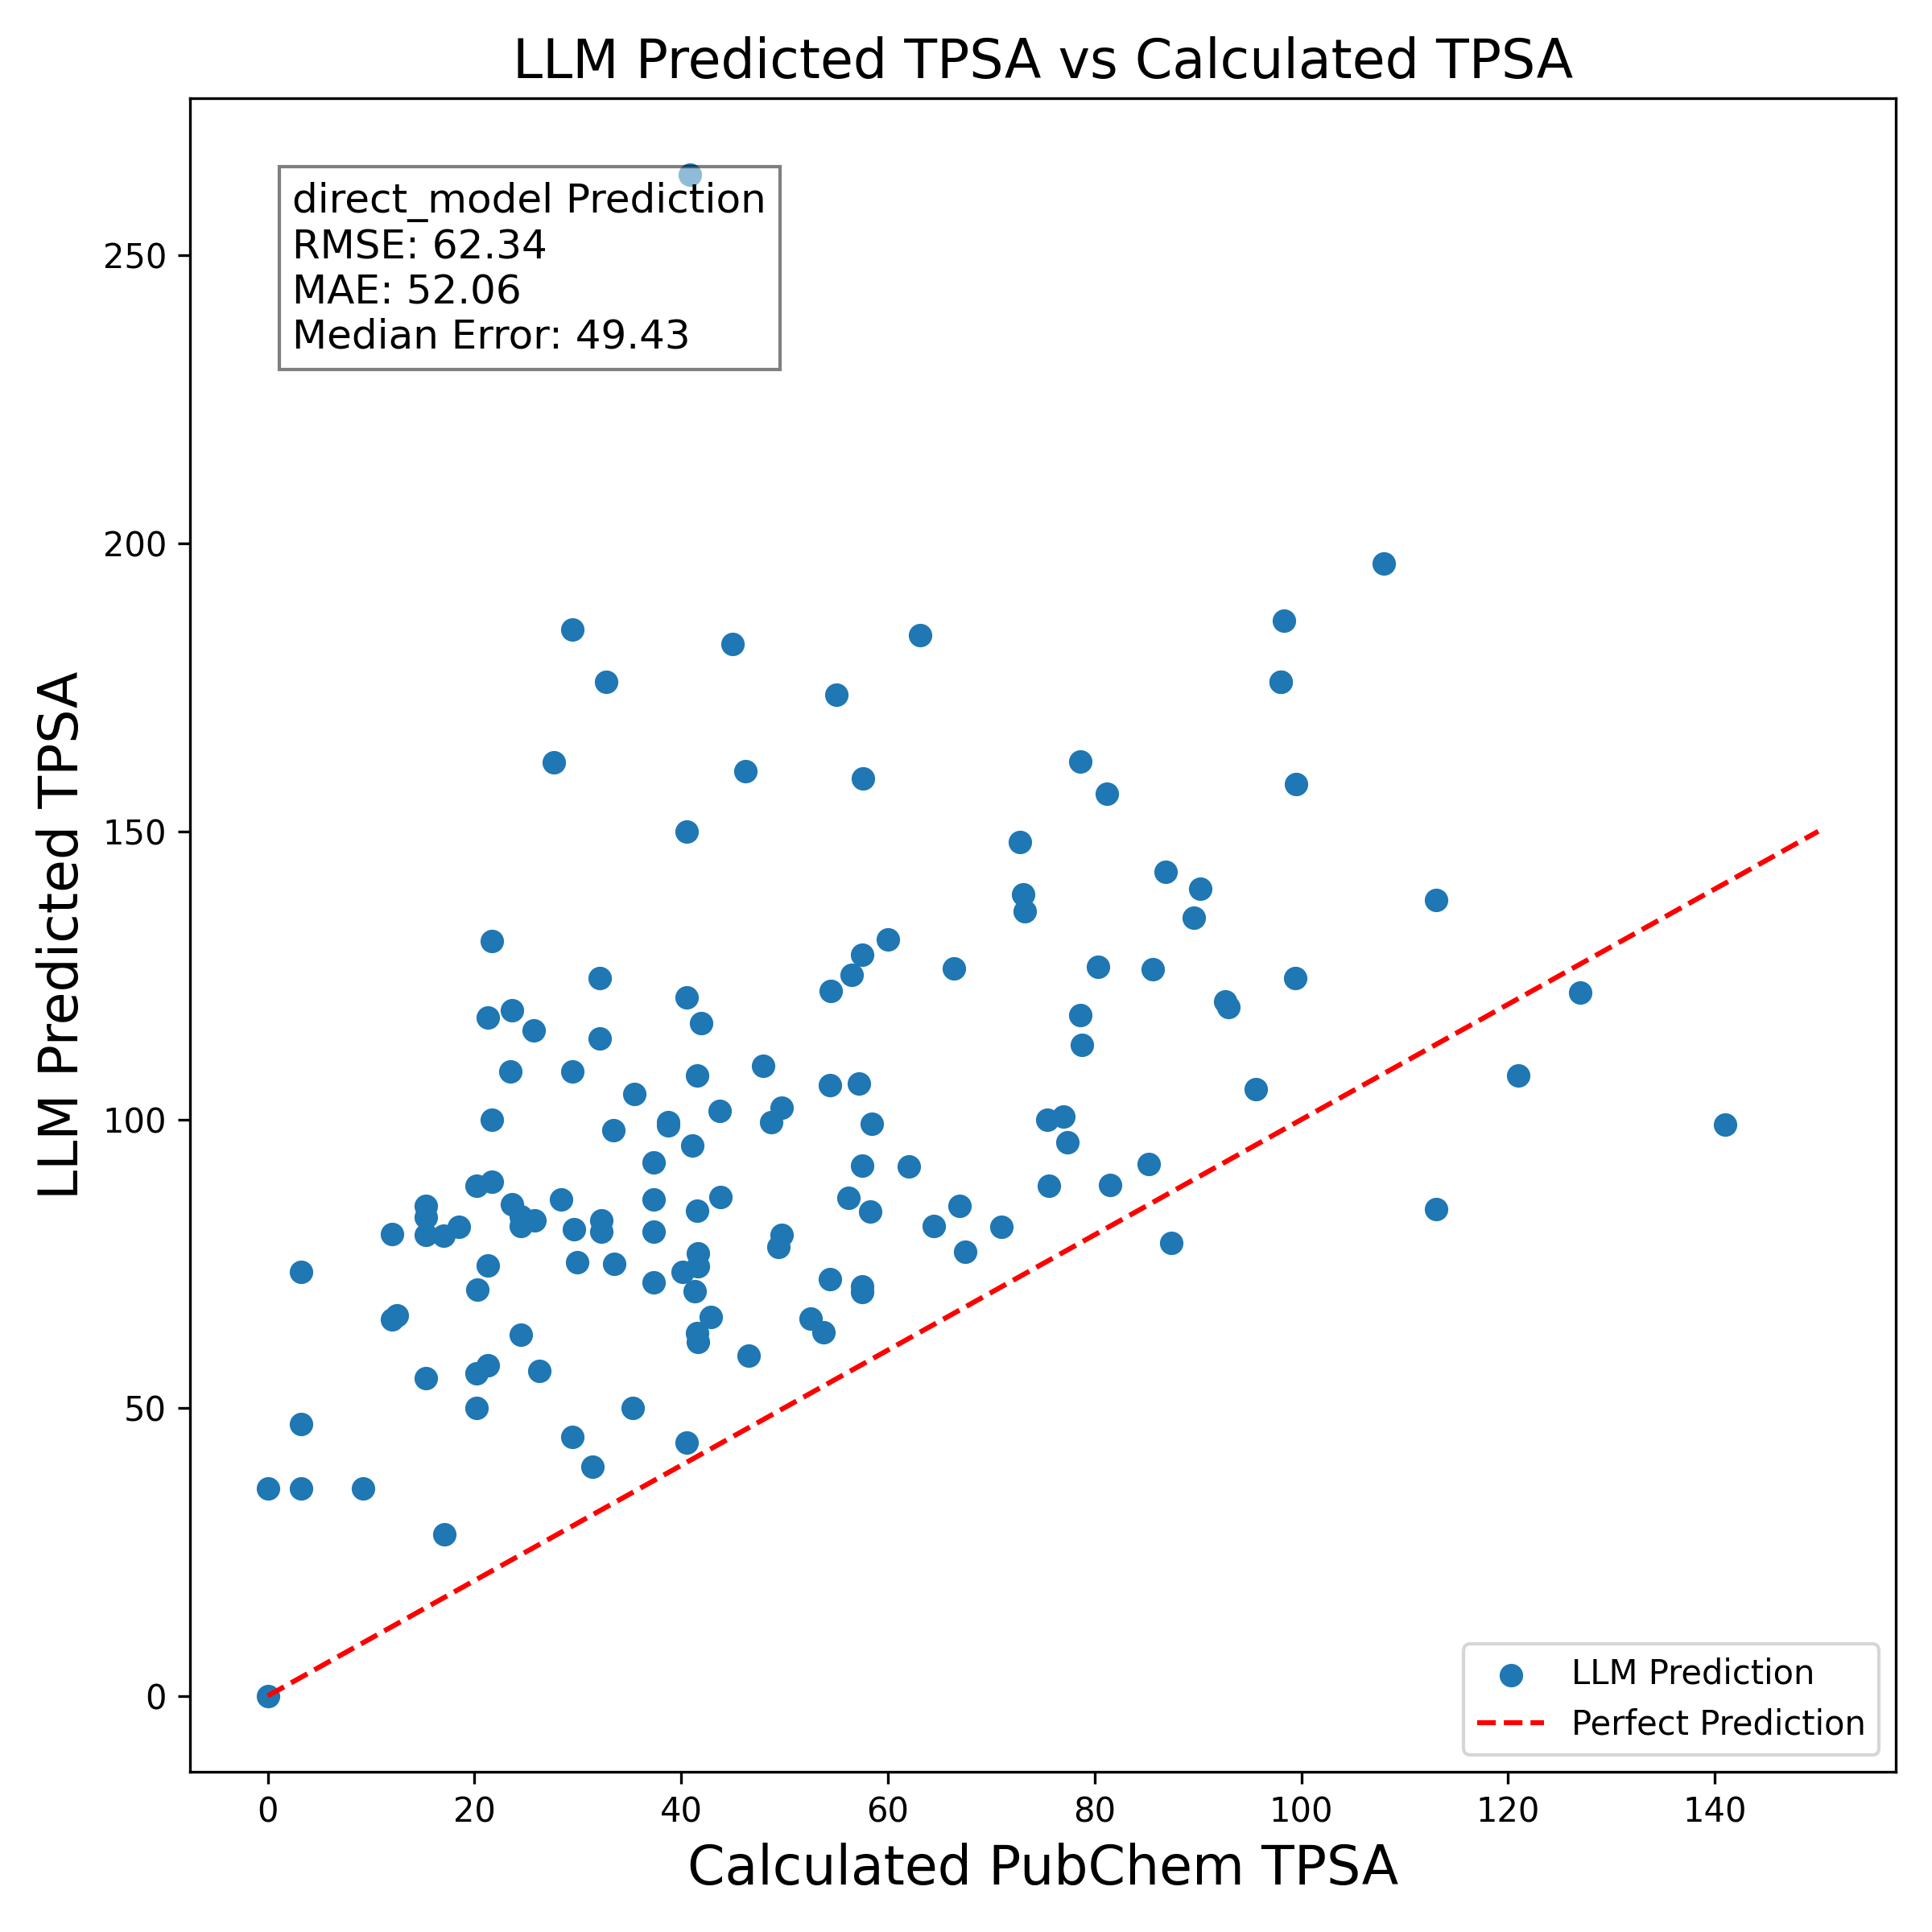 LLM Predicted TPSA vs Calculated TPSA
direct_model Prediction
RMSE: 62.34
MAE: 52.06
Median Error: 49.43
LLM Predicted TPSA
250
200
150
100
50
0
0 20 40 60 80 100 120 140
Calculated PubChem TPSA
LLM Prediction
Perfect Prediction